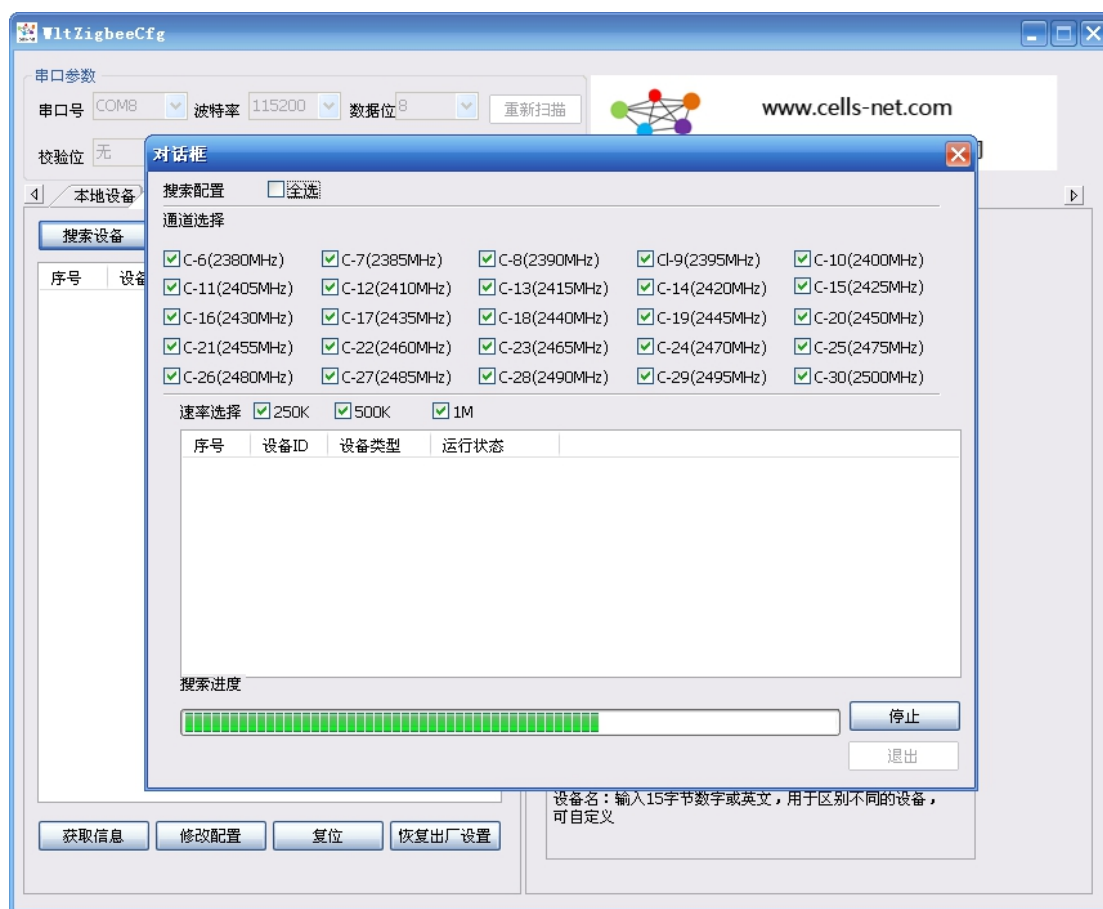 WltZigbeeCfg
串口参数
串口号 COM8 波特率 115200 数据位 8 重新扫描
www.cells-net.com
校验位 无
对话框
本地设备
搜索配置 全选
通道选择
搜索设备
序号
C-6(2380MHz) C-7(2385MHz) C-8(2390MHz) Cl-9(2395MHz) C-10(2400MHz)
C-11(2405MHz) C-12(2410MHz) C-13(2415MHz) C-14(2420MHz) C-15(2425MHz)
C-16(2430MHz) C-17(2435MHz) C-18(2440MHz) C-19(2445MHz) C-20(2450MHz)
C-21(2455MHz) C-22(2460MHz) C-23(2465MHz) C-24(2470MHz) C-25(2475MHz)
C-26(2480MHz) C-27(2485MHz) C-28(2490MHz) C-29(2495MHz) C-30(2500MHz)
速率选择 250K 500K 1M
序号 设备ID 设备类型 运行状态
搜索进度
停止
退出
设备名：输入15字节数字或英文，用于区别不同的设备，
可自定义
获取信息 修改配置 复位 恢复出厂设置